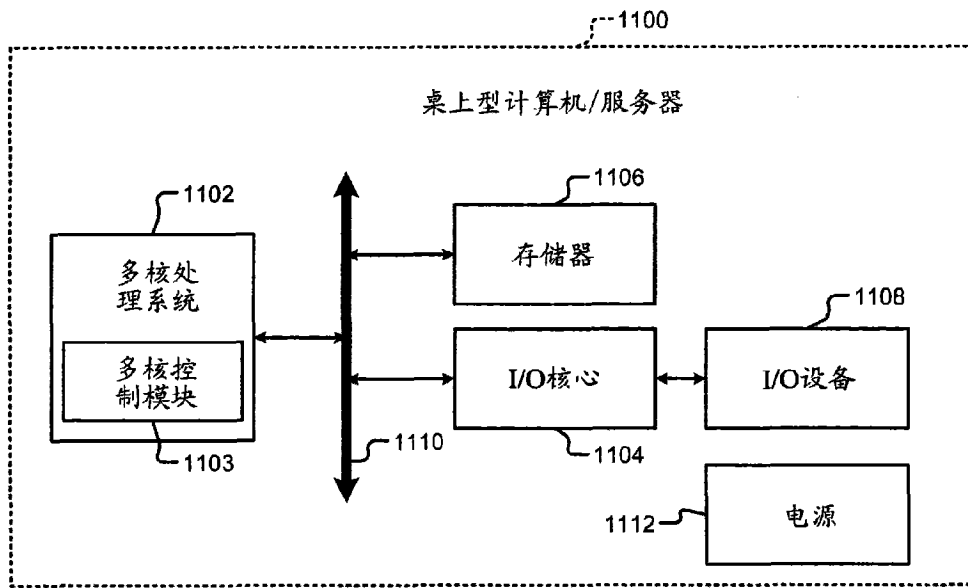 1100
桌上型计算机/服务器
1102
1106
多核处
理系统
存储器
1108
多核控
制模块
I/O核心
I/O设备
1103
1110
1104
1112
电源